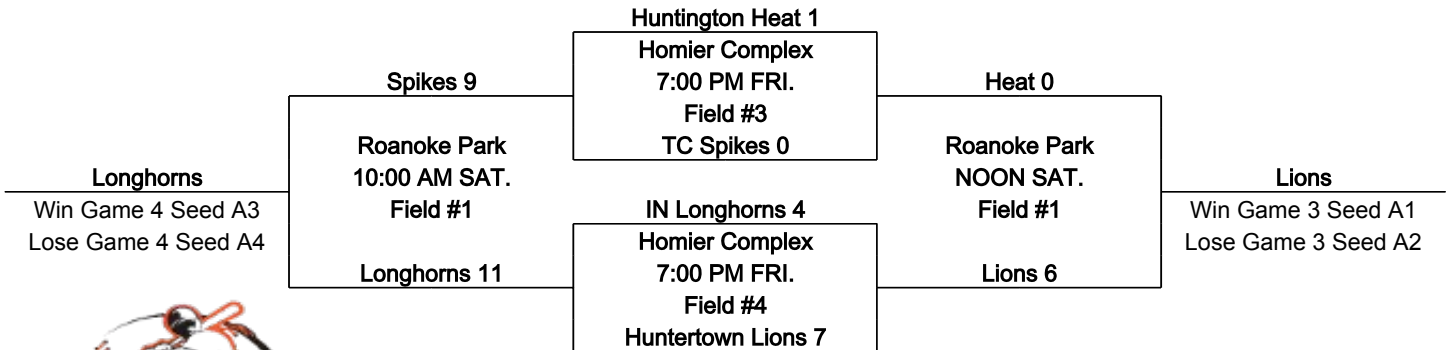 Huntington Heat 1
Homier Complex
7:00 PM FRI.
Field #3
TC Spikes 0
Spikes 9
Roanoke Park
10:00 AM SAT.
Field #1
Longhorns 11
Longhorns
Win Game 4 Seed A3
Lose Game 4 Seed A4
IN Longhorns 4
Homier Complex
7:00 PM FRI.
Field #4
Huntertown Lions 7
Heat 0
Roanoke Park
NOON SAT.
Field #1
Lions 6
Lions
Win Game 3 Seed A1
Lose Game 3 Seed A2